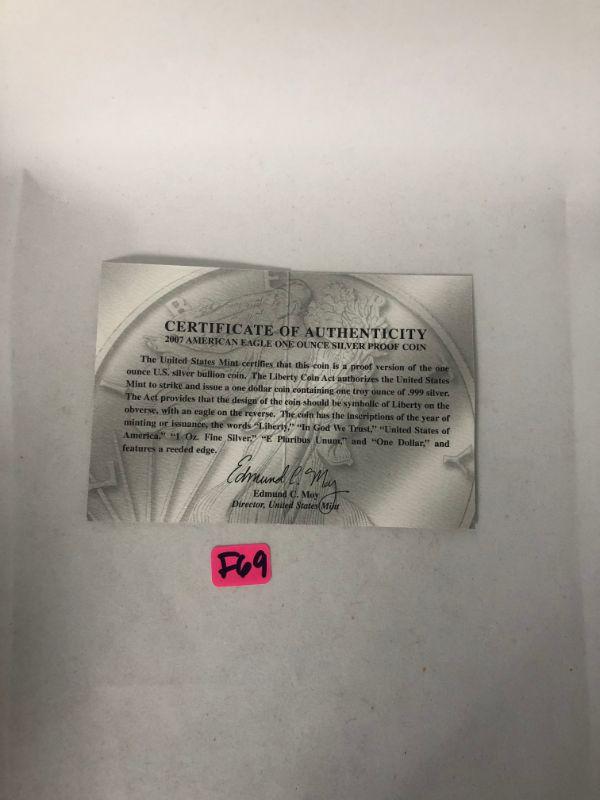 CERTIFICATE OF AUTHENTICITY
2007 AMERICAN EAGLE ONE OUNCE SILVER PROOF COIN
The United States Mint certifies that this coin is a proof version of the one
ounce U.S. silver bullion coin. The Liberty Coin Act authorizes the United States
Mint to strike and issue a one dollar coin containing one troy ounce of .999 silver.
The Act provides that the design of the coin should be symbolic of Liberty on the
obverse, with an eagle on the reverse. The coin has the inscriptions of the year of
minting or issuance, the words “Liberty,” “In God We Trust,” “United States of
America,” “1 Oz. Fine Silver,” “E Pluribus Unum,” and “One Dollar,” and
features a reeded edge.
Edmund C. Moy
Edmund C. Moy
Director, United States Mint
F69